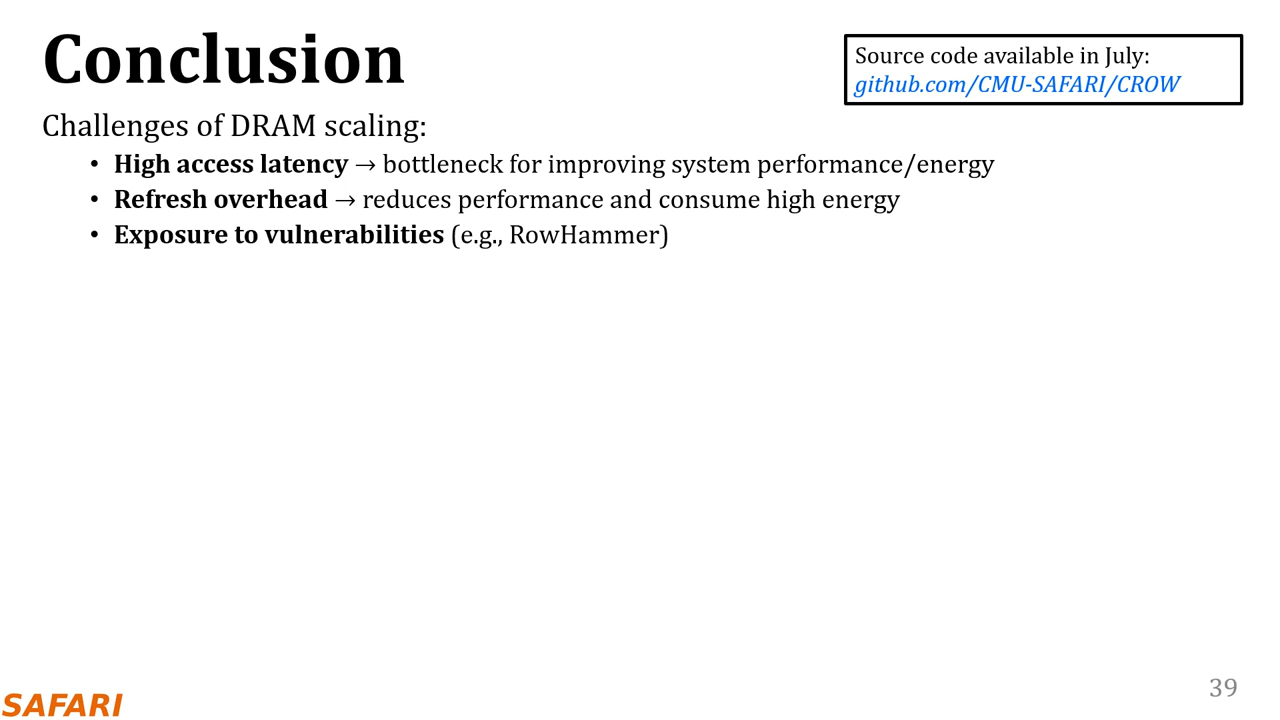 Conclusion
Source code available in July:
github.com/CMU-SAFARI/CROW
Challenges of DRAM scaling:
• High access latency → bottleneck for improving system performance/energy
• Refresh overhead → reduces performance and consume high energy
• Exposure to vulnerabilities (e.g., RowHammer)
SAFARI
39